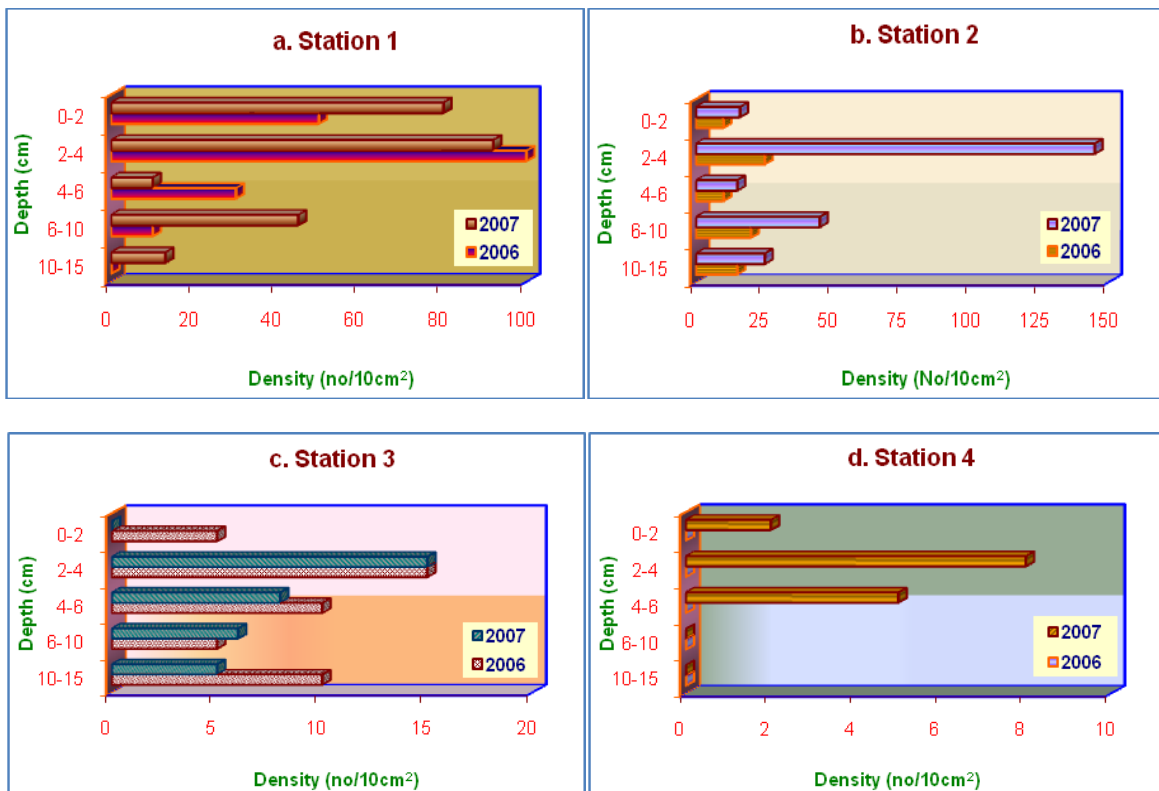 a. Station 1
Depth (cm)
0-2
2-4
4-6
6-10
10-15
2007
2006
0 20 40 60 80 100
Density (no/10cm²)
b. Station 2
Depth (cm)
0-2
2-4
4-6
6-10
10-15
2007
2006
0 25 50 75 100 125 150
Density (No/10cm²)
c. Station 3
Depth (cm)
0-2
2-4
4-6
6-10
10-15
2007
2006
0 5 10 15 20
Density (no/10cm²)
d. Station 4
Depth (cm)
0-2
2-4
4-6
6-10
10-15
2007
2006
0 2 4 6 8 10
Density (no/10cm²)